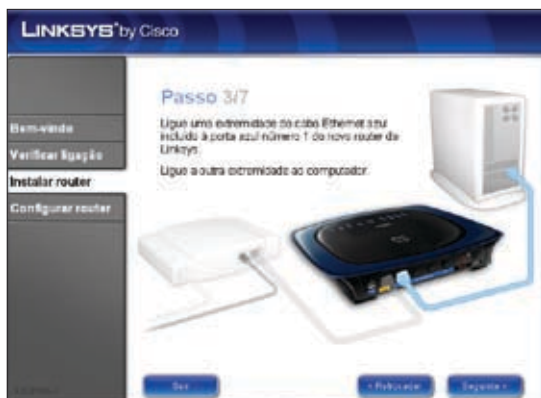 LINKSYS® by Cisco
Passo 3/7
Ligue uma extremidade do cabo Ethernet azul
incluído à porta azul número 1 do novo router da
Linksys.
Ligue a outra extremidade ao computador.
Bem-vindo
Verificar ligação
Instalar router
Configurar router
Sair
« Retroceder
Seguinte »